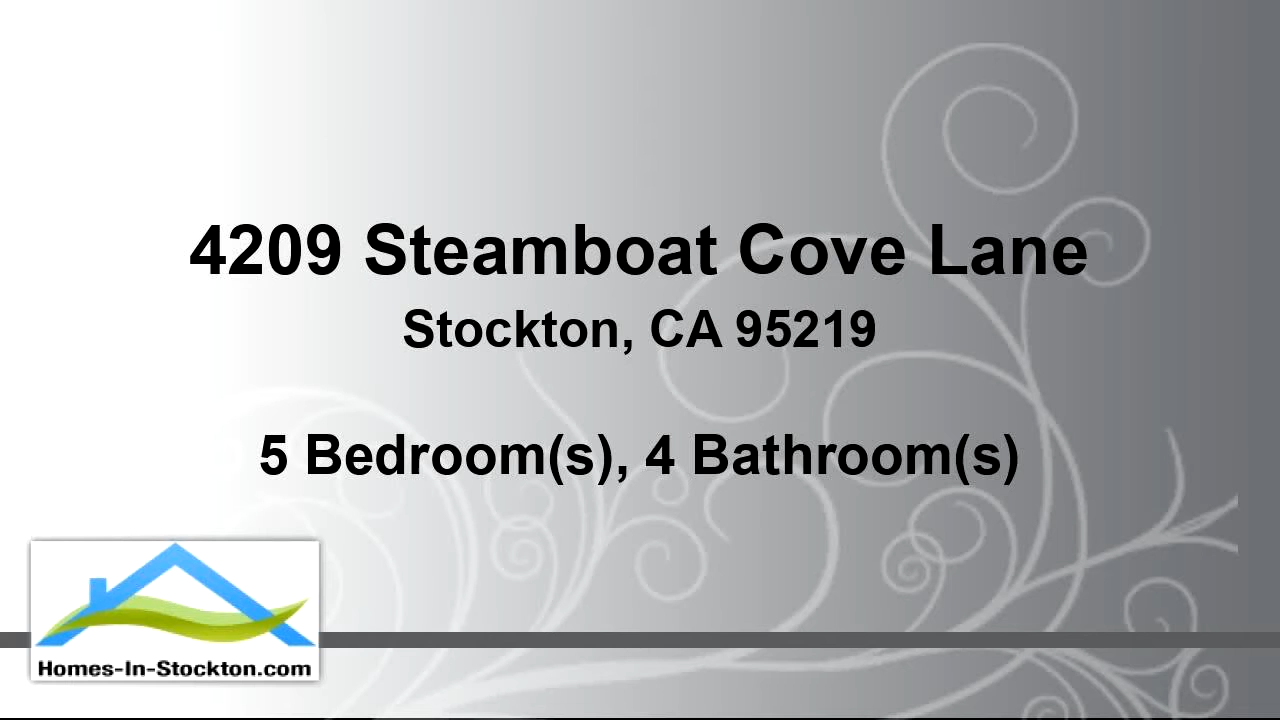 4209 Steamboat Cove Lane
Stockton, CA 95219
5 Bedroom(s), 4 Bathroom(s)
Homes-In-Stockton.com